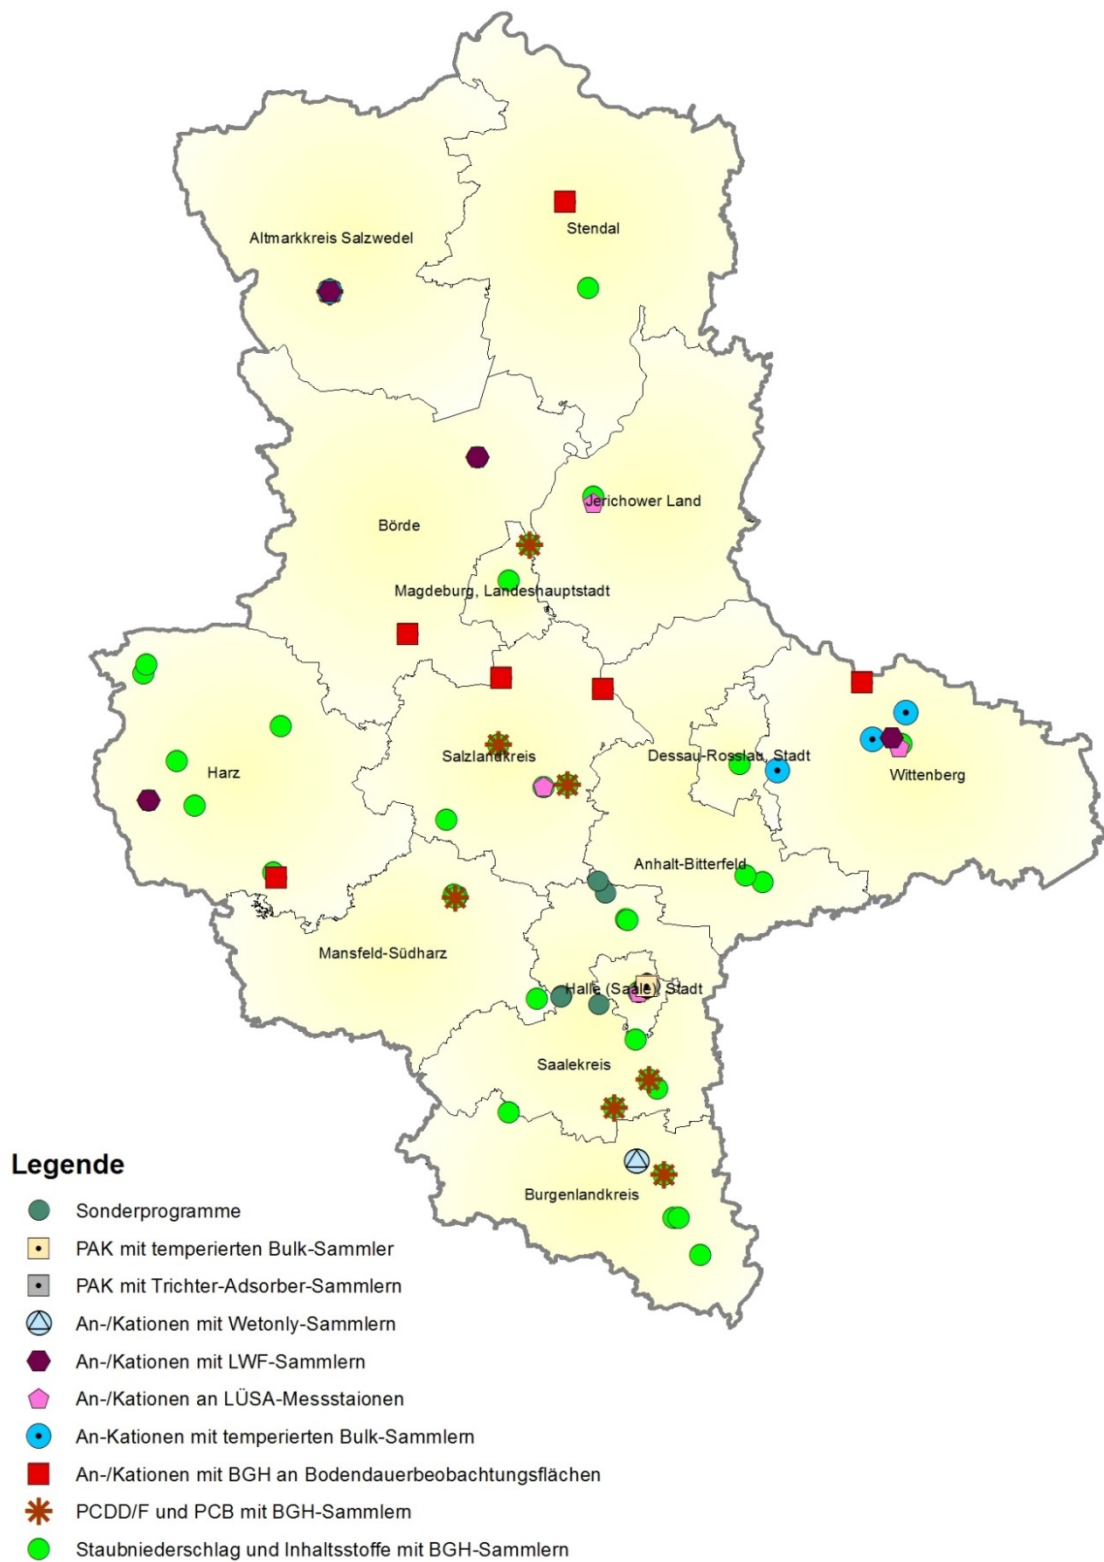 Altmarkkreis Salzwedel
Stendal
Jerichower Land
Börde
Magdeburg, Landeshauptstadt
Harz
Salzlandkreis
Dessau-Rosslau, Stadt
Wittenberg
Anhalt-Bitterfeld
Mansfeld-Südharz
Halle (Saale), Stadt
Saalekreis
Burgenlandkreis
Legende
Sonderprogramme
PAK mit temperierten Bulk-Sammler
PAK mit Trichter-Adsorber-Sammlern
An-/Kationen mit Wetonly-Sammlern
An-/Kationen mit LWF-Sammlern
An-/Kationen an LÜSA-Messstaionen
An-Kationen mit temperierten Bulk-Sammlern
An-/Kationen mit BGH an Bodendauerbeobachtungsflächen
PCDD/F und PCB mit BGH-Sammlern
Staubniederschlag und Inhaltsstoffe mit BGH-Sammlern